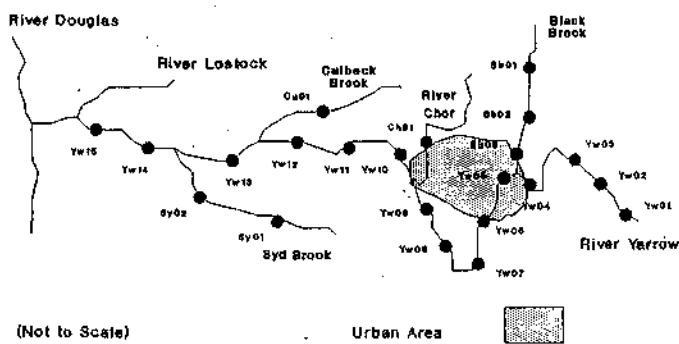 River Douglas
Black
Brook
River Lostock
Calbeck
Brook
Bb01
River
Chor
Ca01
Bb02
Ch01
Bb03
Yw15
Yw14
Yw13
Yw12
Yw11
Yw10
Yw05
Yw03
Yw02
Yw04
Yw01
Sy02
Yw09
Yw06
Sy01
Syd Brook
Yw08
Yw07
River Yarrow
(Not to Scale)
Urban Area